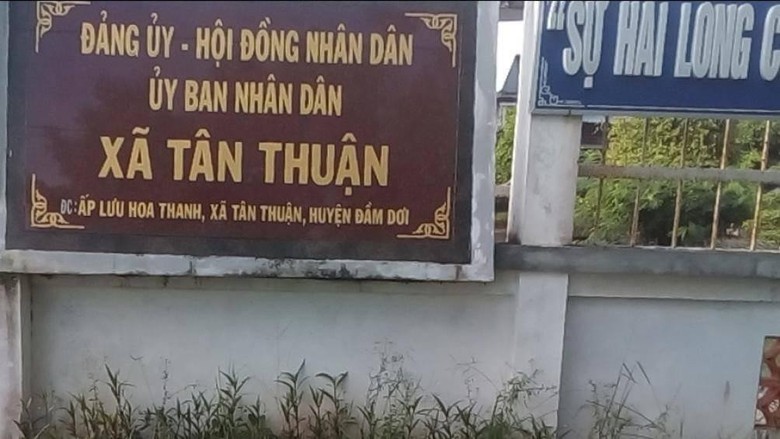 ĐẢNG ỦY - HỘI ĐỒNG NHÂN DÂN
ỦY BAN NHÂN DÂN
XÃ TÂN THUẬN
ĐC: ẤP LƯU HOA THANH, XÃ TÂN THUẬN, HUYỆN ĐẦM DƠI
"SỰ HÀI LONG